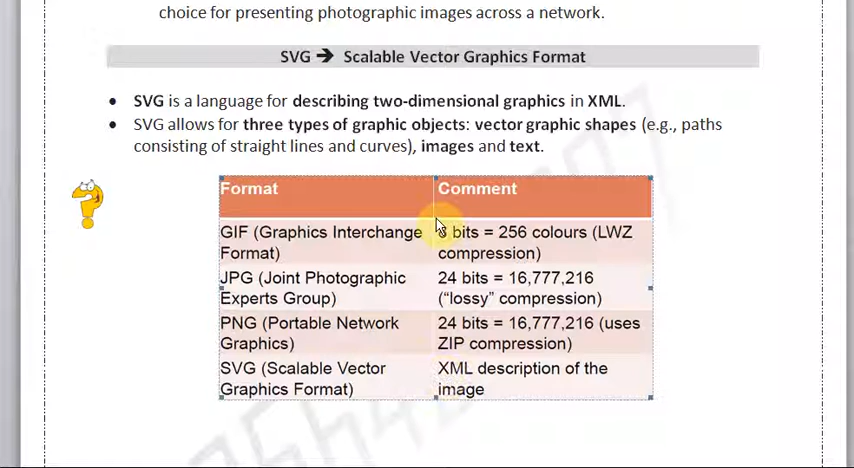 choice for presenting photographic images across a network.
SVG ➔ Scalable Vector Graphics Format
• SVG is a language for describing two-dimensional graphics in XML.
• SVG allows for three types of graphic objects: vector graphic shapes (e.g., paths
consisting of straight lines and curves), images and text.
Format Comment
GIF (Graphics Interchange
Format)
8 bits = 256 colours (LWZ
compression)
JPG (Joint Photographic
Experts Group)
24 bits = 16,777,216
(“lossy” compression)
PNG (Portable Network
Graphics)
24 bits = 16,777,216 (uses
ZIP compression)
SVG (Scalable Vector
Graphics Format)
XML description of the
image